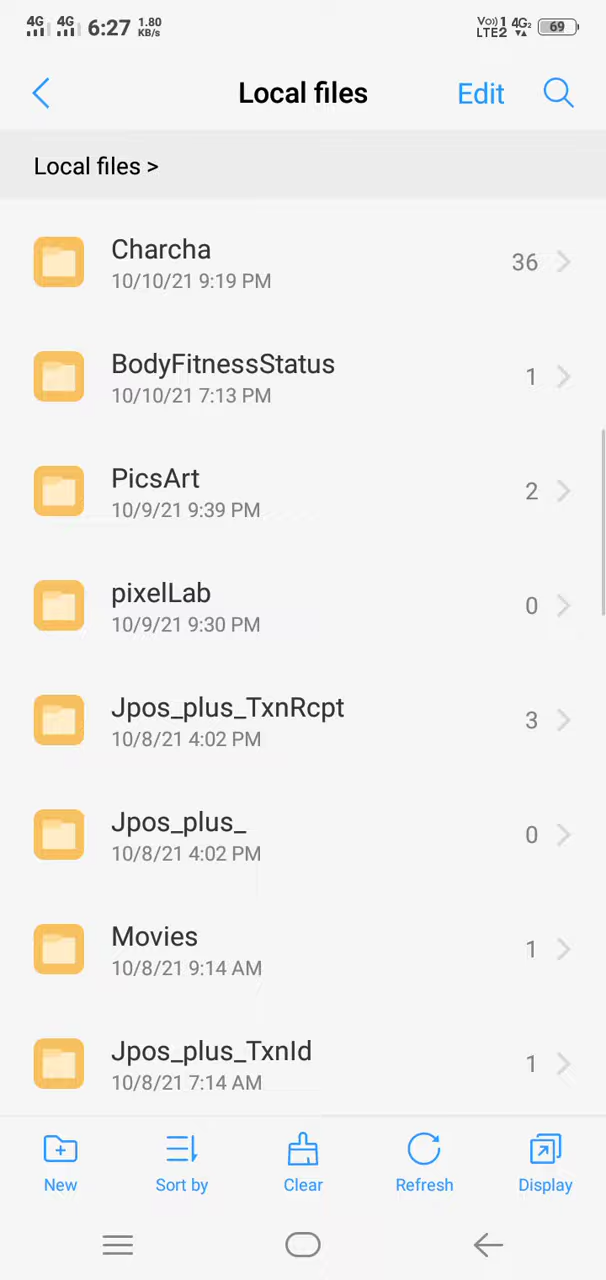 4G 4G 6:27 1.80 KB/s Vo) 1 LTE2 4G2 69
Local files Edit
Local files >
Charcha
10/10/21 9:19 PM 36
BodyFitnessStatus
10/10/21 7:13 PM 1
PicsArt
10/9/21 9:39 PM 2
pixelLab
10/9/21 9:30 PM 0
Jpos_plus_TxnRcpt
10/8/21 4:02 PM 3
Jpos_plus_
10/8/21 4:02 PM 0
Movies
10/8/21 9:14 AM 1
Jpos_plus_TxnId
10/8/21 7:14 AM 1
New Sort by Clear Refresh Display